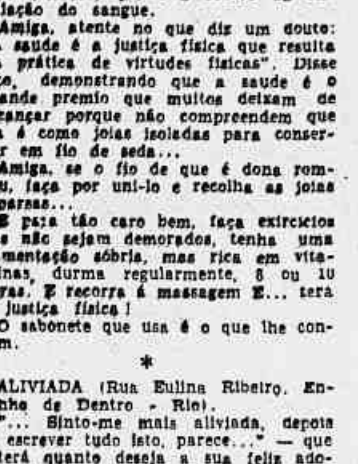 lação do sangue.
Amiga, atente no que diz um douto:
saude é a justiça fisica que resulta
prática de virtudes fisicas". Disse
o, demonstrando que a saude é o
ande premio que muitos deixam de
ançar porque não compreendem que
a é como joias isoladas para conser-
r em fio de seda...
Amiga, se o fio de que é dona rom-
u, faça por uni-lo e recolha as joias
parsas...
E para tão caro bem, faça exircicios
e não sejam demorados, tenha uma
mentação sóbria, mas rica em vita-
inas, durma regularmente, 8 ou 10
ras. E recorra á massagem E... terá
justiça fisica!
O sabonete que usa é o que lhe con-
m.
*
ALIVIADA (Rua Eulina Ribeiro. En-
nho de Dentro - Rio).
"... Sinto-me mais aliviada, depois
escrever tudo isto, parece..." — que
terá quanto deseja a sua feliz ado-